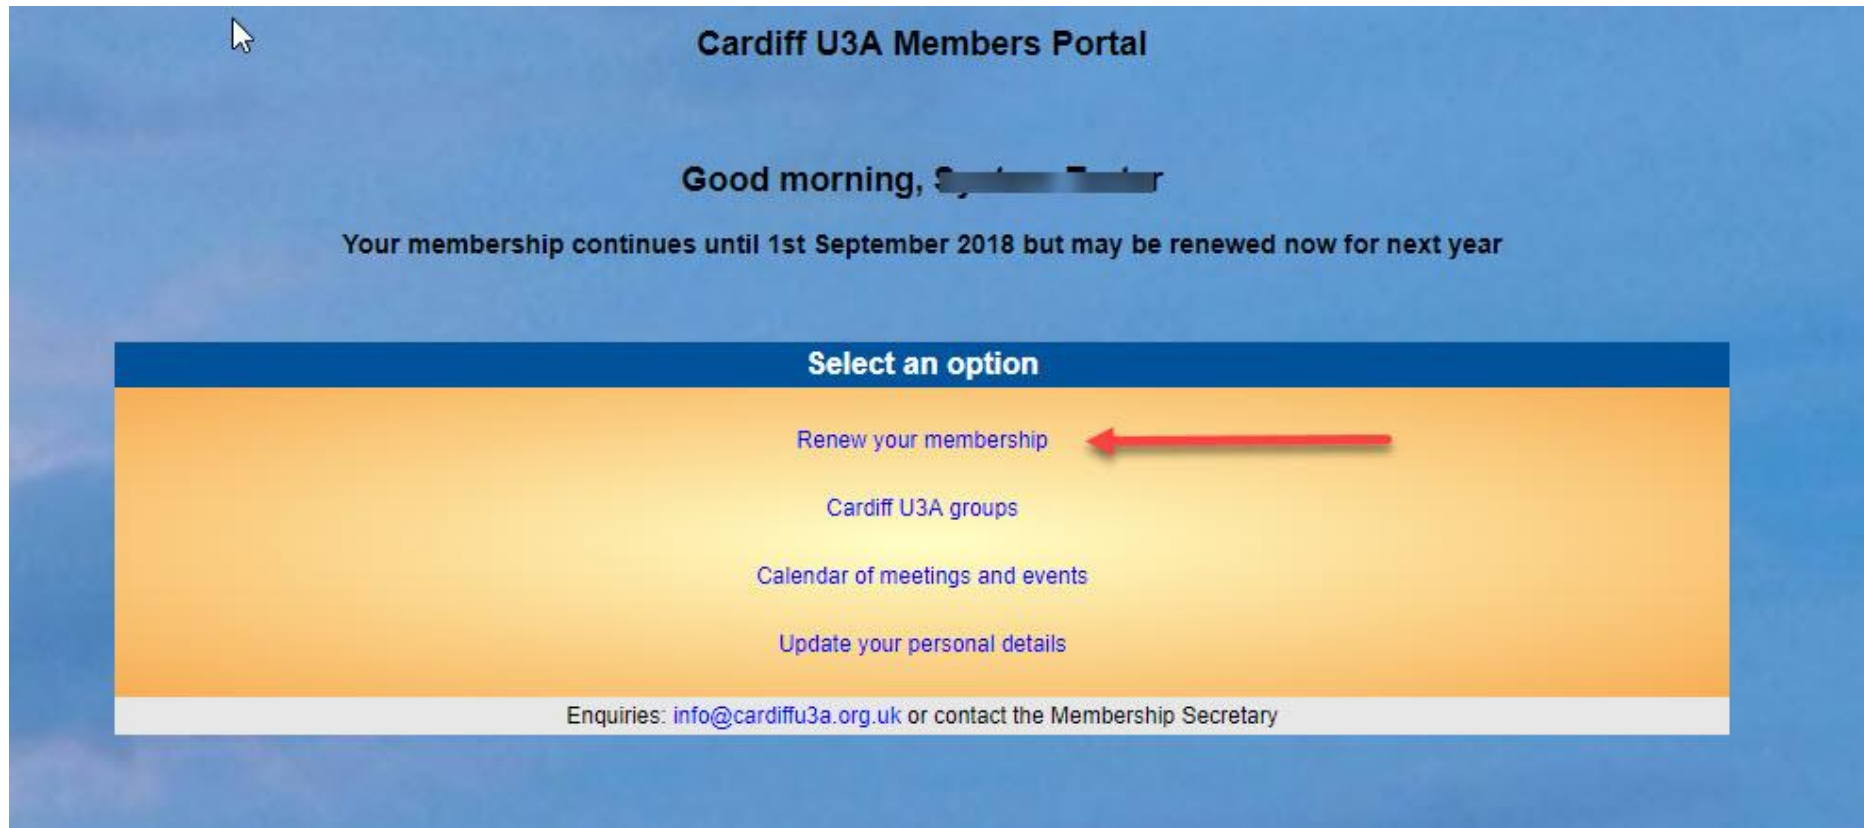 Cardiff U3A Members Portal
Good morning,
Your membership continues until 1st September 2018 but may be renewed now for next year
Select an option
Renew your membership
Cardiff U3A groups
Calendar of meetings and events
Update your personal details
Enquiries: info@cardiffu3a.org.uk or contact the Membership Secretary